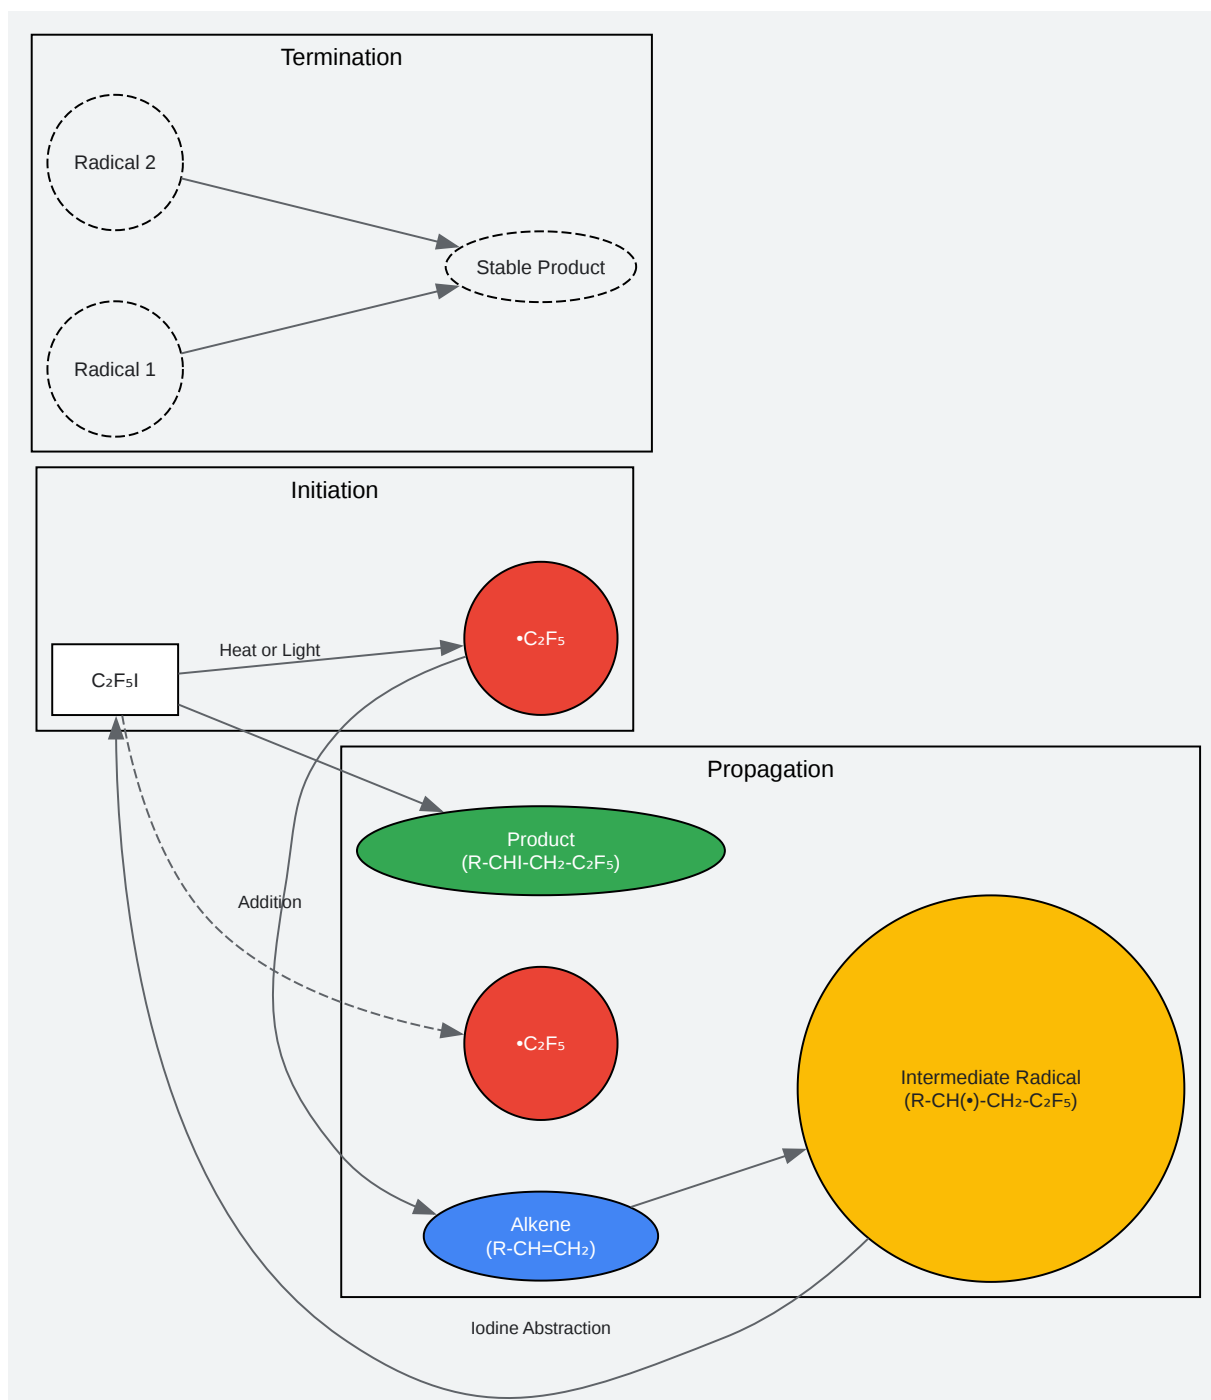 Termination
Radical 2
Stable Product
Radical 1
Initiation
•C₂F₅
Heat or Light
C₂F₅I
Propagation
Product
(R-CHI-CH₂-C₂F₅)
Addition
•C₂F₅
Intermediate Radical
(R-CH(•)-CH₂-C₂F₅)
Alkene
(R-CH=CH₂)
Iodine Abstraction